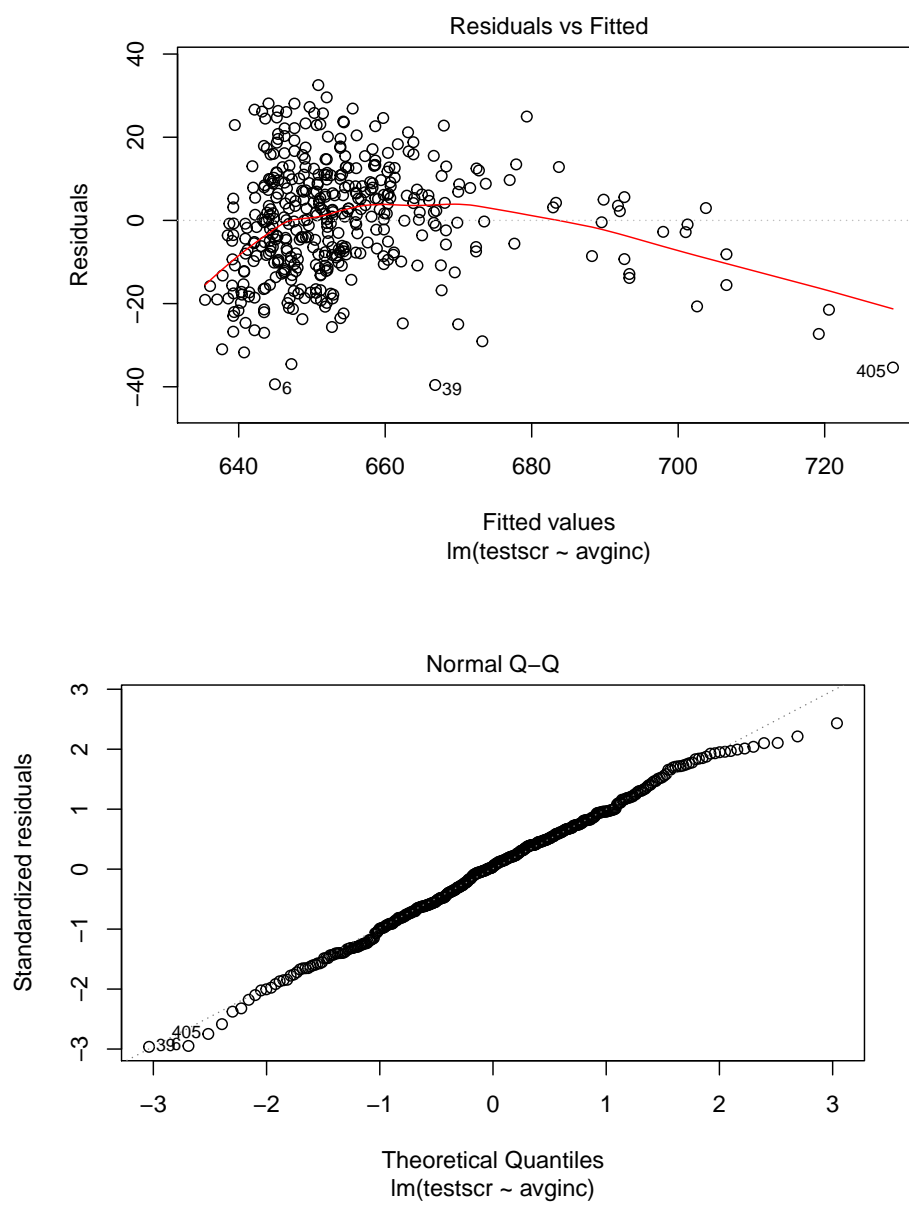 Residuals vs Fitted
40
20
0
−20
−40
Residuals
6
39
405
640 660 680 700 720
Fitted values
lm(testscr ~ avginc)
Normal Q−Q
3
2
1
0
−1
−2
−3
Standardized residuals
405
39
6
−3 −2 −1 0 1 2 3
Theoretical Quantiles
lm(testscr ~ avginc)